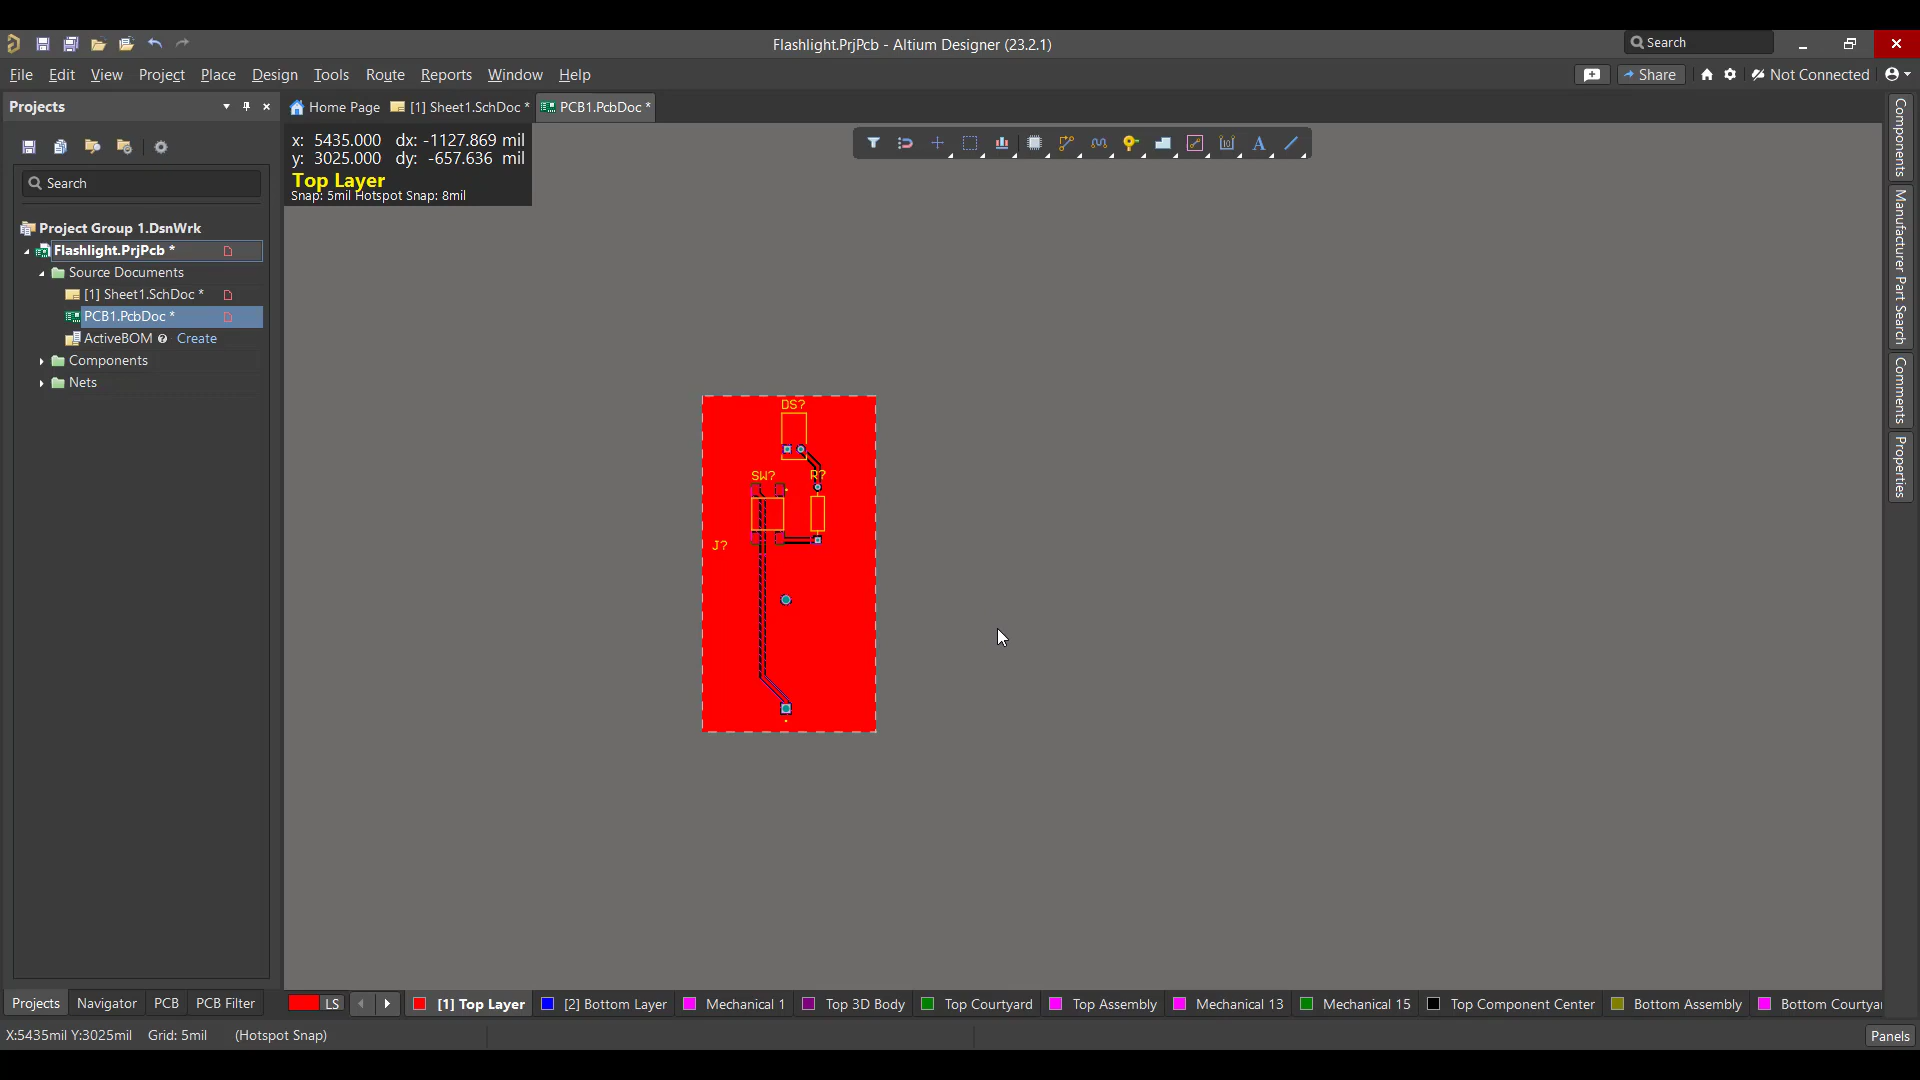 Flashlight.PrjPcb - Altium Designer (23.2.1)
Search
File Edit View Project Place Design Tools Route Reports Window Help
Share
Not Connected
Projects
Home Page
[1] Sheet1.SchDoc *
PCB1.PcbDoc *
x: 5435.000 dx: -1127.869 mil
y: 3025.000 dy: -657.636 mil
Top Layer
Snap: 5mil Hotspot Snap: 8mil
Search
Project Group 1.DsnWrk
Flashlight.PrjPcb *
Source Documents
[1] Sheet1.SchDoc *
PCB1.PcbDoc *
ActiveBOM Create
Components
Nets
DS?
SW?
R?
J?
Components
Manufacturer Part Search
Comments
Properties
Projects Navigator PCB PCB Filter
LS
[1] Top Layer
[2] Bottom Layer
Mechanical 1
Top 3D Body
Top Courtyard
Top Assembly
Mechanical 13
Mechanical 15
Top Component Center
Bottom Assembly
Bottom Courtya
X:5435mil Y:3025mil Grid: 5mil (Hotspot Snap)
Panels